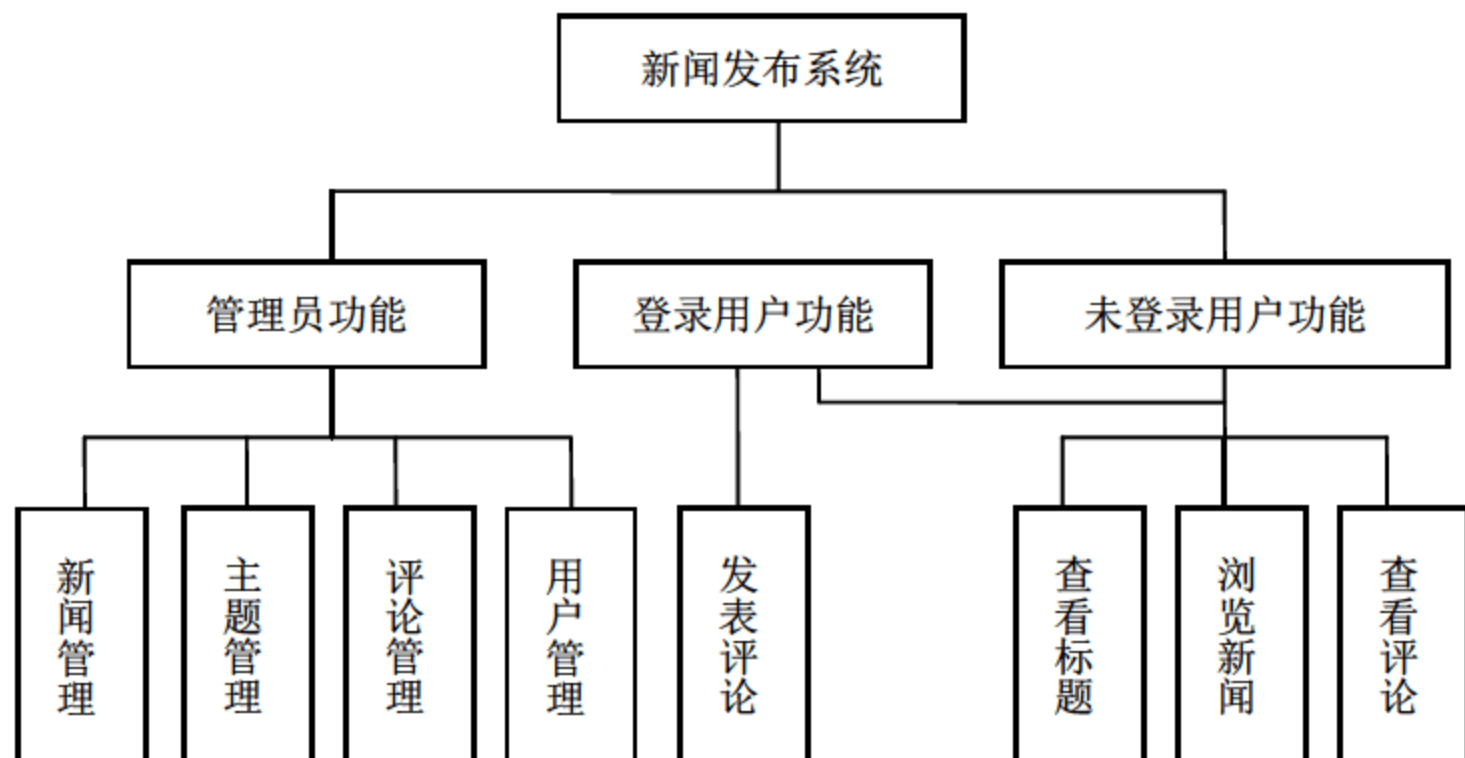 新闻发布系统
管理员功能
登录用户功能
未登录用户功能
新闻管理
主题管理
评论管理
用户管理
发表评论
查看标题
浏览新闻
查看评论